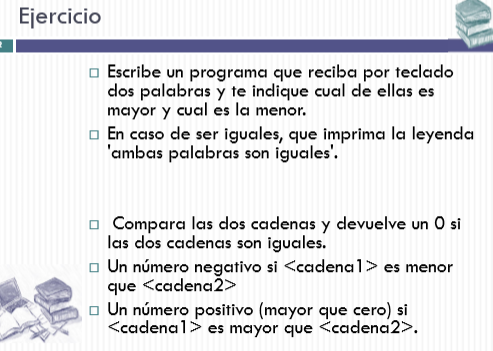 Ejercicio
Escribe un programa que reciba por teclado
dos palabras y te indique cual de ellas es
mayor y cual es la menor.
En caso de ser iguales, que imprima la leyenda
'ambas palabras son iguales'.
Compara las dos cadenas y devuelve un 0 si
las dos cadenas son iguales.
Un número negativo si <cadena1> es menor
que <cadena2>
Un número positivo (mayor que cero) si
<cadena1> es mayor que <cadena2>.